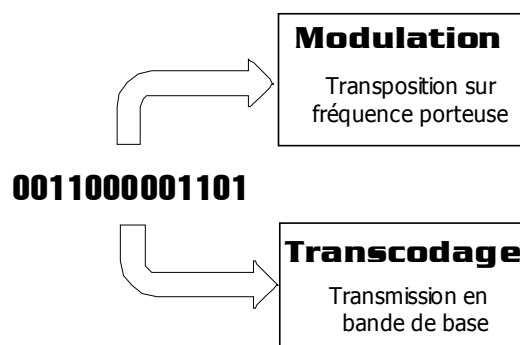 Modulation
Transposition sur
fréquence porteuse
0011000001101
Transcodage
Transmission en
bande de base